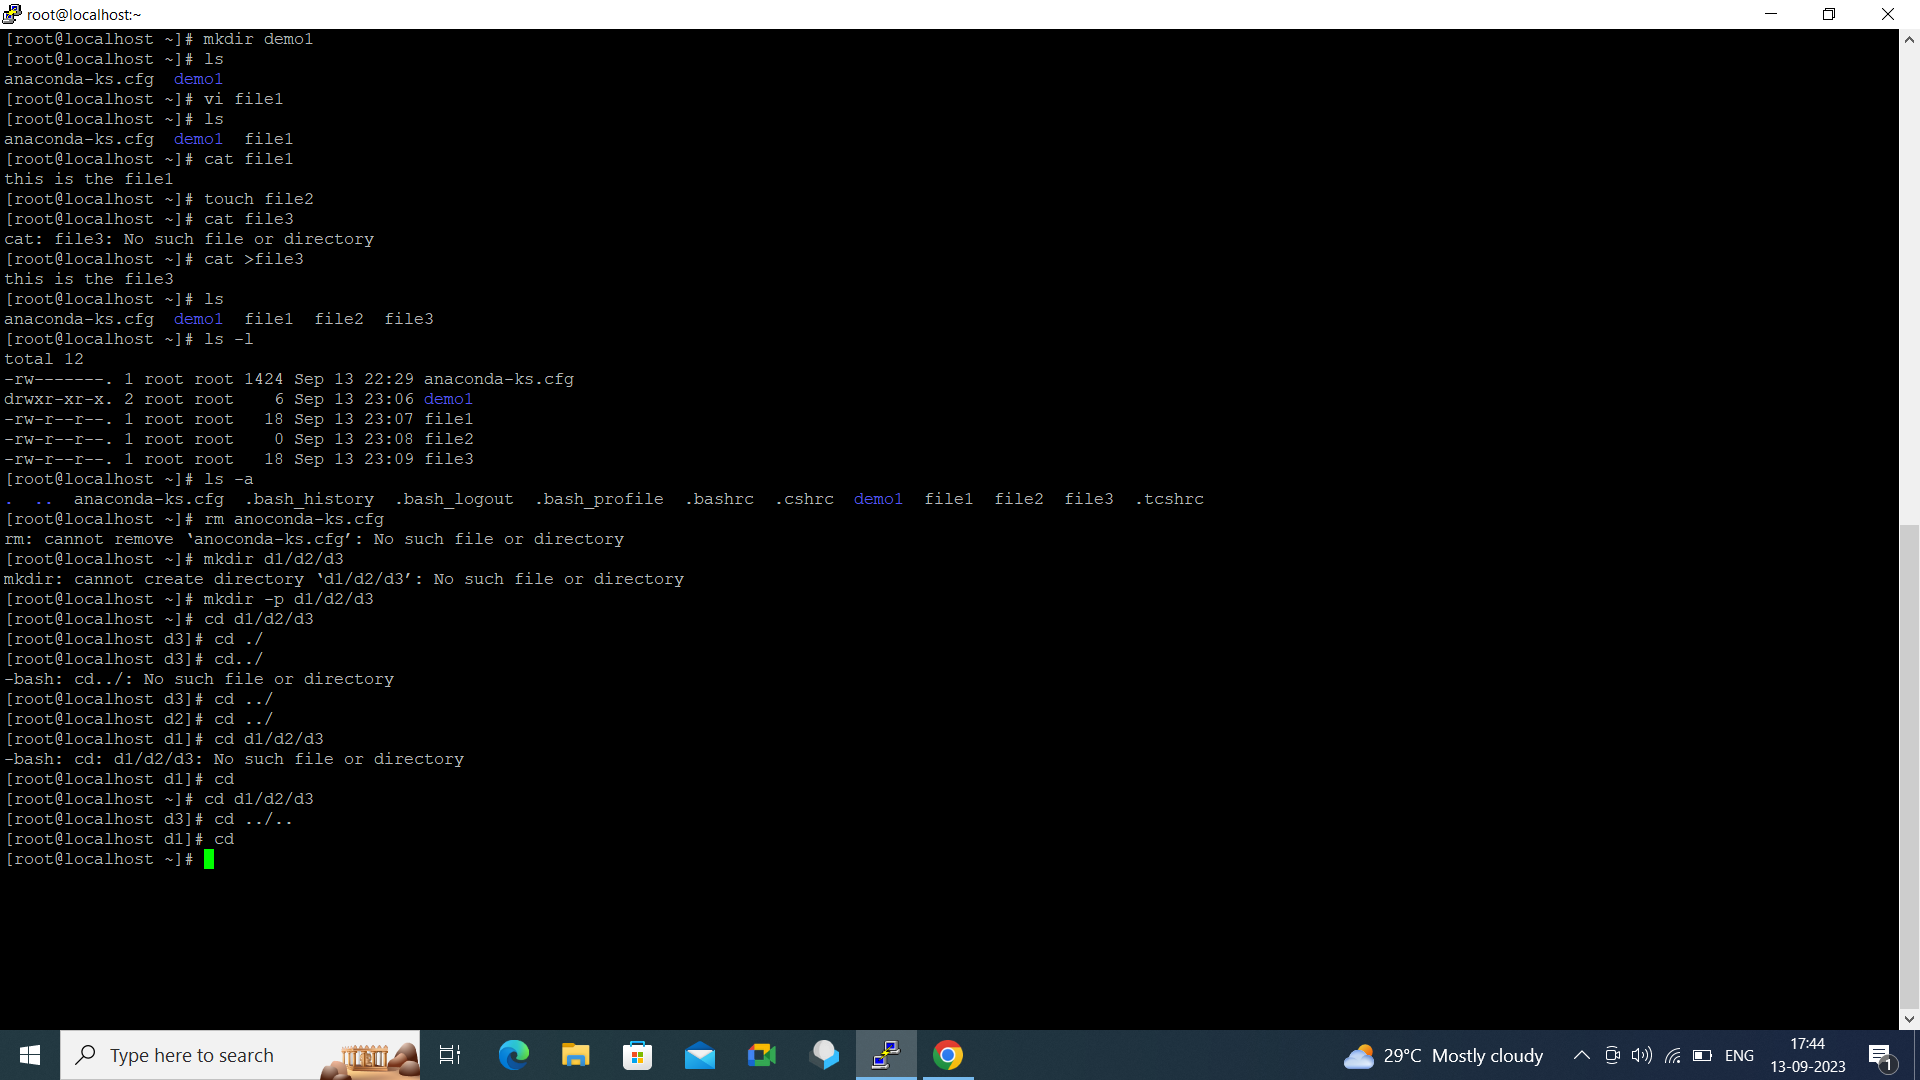 root@localhost:~
[root@localhost ~]# mkdir demo1
[root@localhost ~]# ls
anaconda-ks.cfg  demo1
[root@localhost ~]# vi file1
[root@localhost ~]# ls
anaconda-ks.cfg  demo1  file1
[root@localhost ~]# cat file1
this is the file1
[root@localhost ~]# touch file2
[root@localhost ~]# cat file3
cat: file3: No such file or directory
[root@localhost ~]# cat >file3
this is the file3
[root@localhost ~]# ls
anaconda-ks.cfg  demo1  file1  file2  file3
[root@localhost ~]# ls -l
total 12
-rw-------. 1 root root 1424 Sep 13 22:29 anaconda-ks.cfg
drwxr-xr-x. 2 root root    6 Sep 13 23:06 demo1
-rw-r--r--. 1 root root   18 Sep 13 23:07 file1
-rw-r--r--. 1 root root    0 Sep 13 23:08 file2
-rw-r--r--. 1 root root   18 Sep 13 23:09 file3
[root@localhost ~]# ls -a
.  ..  anaconda-ks.cfg  .bash_history  .bash_logout  .bash_profile  .bashrc  .cshrc  demo1  file1  file2  file3  .tcshrc
[root@localhost ~]# rm anoconda-ks.cfg
rm: cannot remove ‘anoconda-ks.cfg’: No such file or directory
[root@localhost ~]# mkdir d1/d2/d3
mkdir: cannot create directory ‘d1/d2/d3’: No such file or directory
[root@localhost ~]# mkdir -p d1/d2/d3
[root@localhost ~]# cd d1/d2/d3
[root@localhost d3]# cd ./
[root@localhost d3]# cd../
-bash: cd../: No such file or directory
[root@localhost d3]# cd ../
[root@localhost d2]# cd ../
[root@localhost d1]# cd d1/d2/d3
-bash: cd: d1/d2/d3: No such file or directory
[root@localhost d1]# cd
[root@localhost ~]# cd d1/d2/d3
[root@localhost d3]# cd ../..
[root@localhost d1]# cd
[root@localhost ~]#
Type here to search
29°C  Mostly cloudy
ENG
17:44
13-09-2023
1